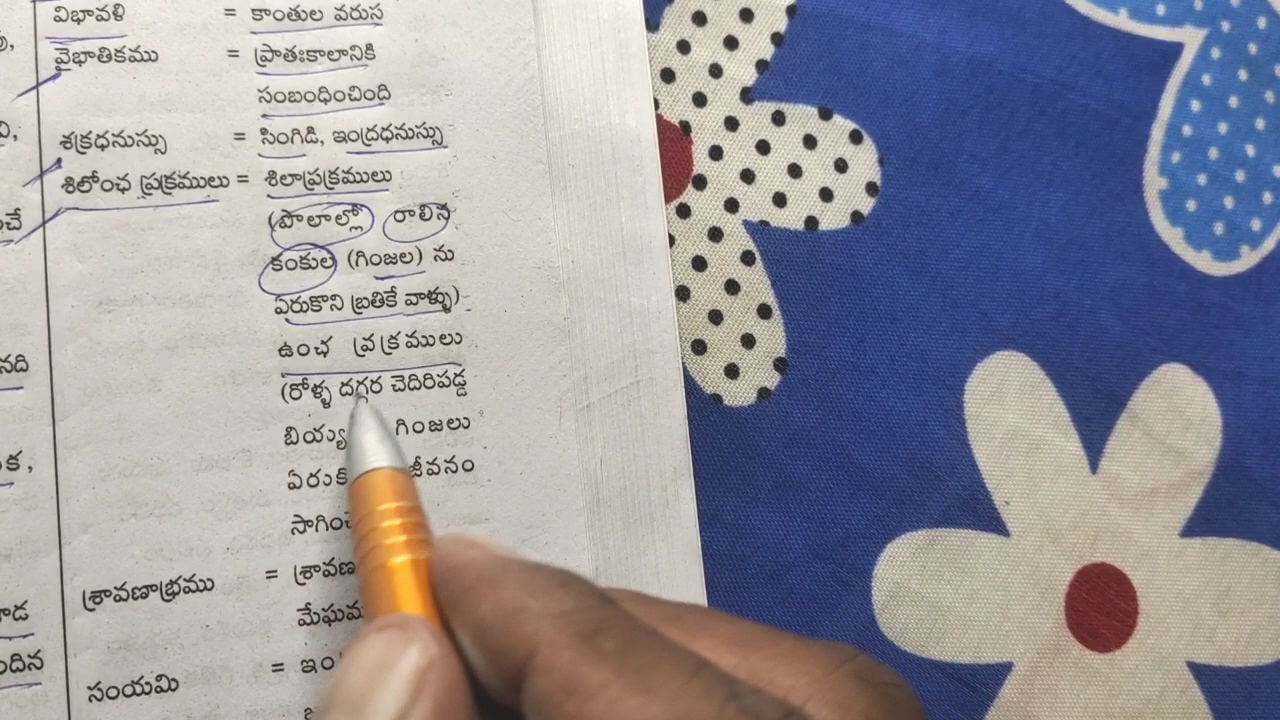 విభావళి = కాంతుల వరుస
వైభాతికము = ప్రాతఃకాలానికి
సంబంధించింది
శక్రధనుస్సు = సింగిడి, ఇంద్రధనుస్సు
శిలోంఛ ప్రక్రములు = శిలాప్రక్రములు
(పొలాల్లో రాలిన
కంకుల (గింజల) ను
ఏరుకొని బ్రతికే వాళ్ళు)
ఉంఛ వ్రక్రములు
(రోళ్ళ దగ్గర చెదిరిపడ్డ
బియ్య గింజలు
ఏరుక జీవనం
సాగించ
శ్రావణాభ్రము = శ్రావణ
మేఘమ
సంయమి = ఇం